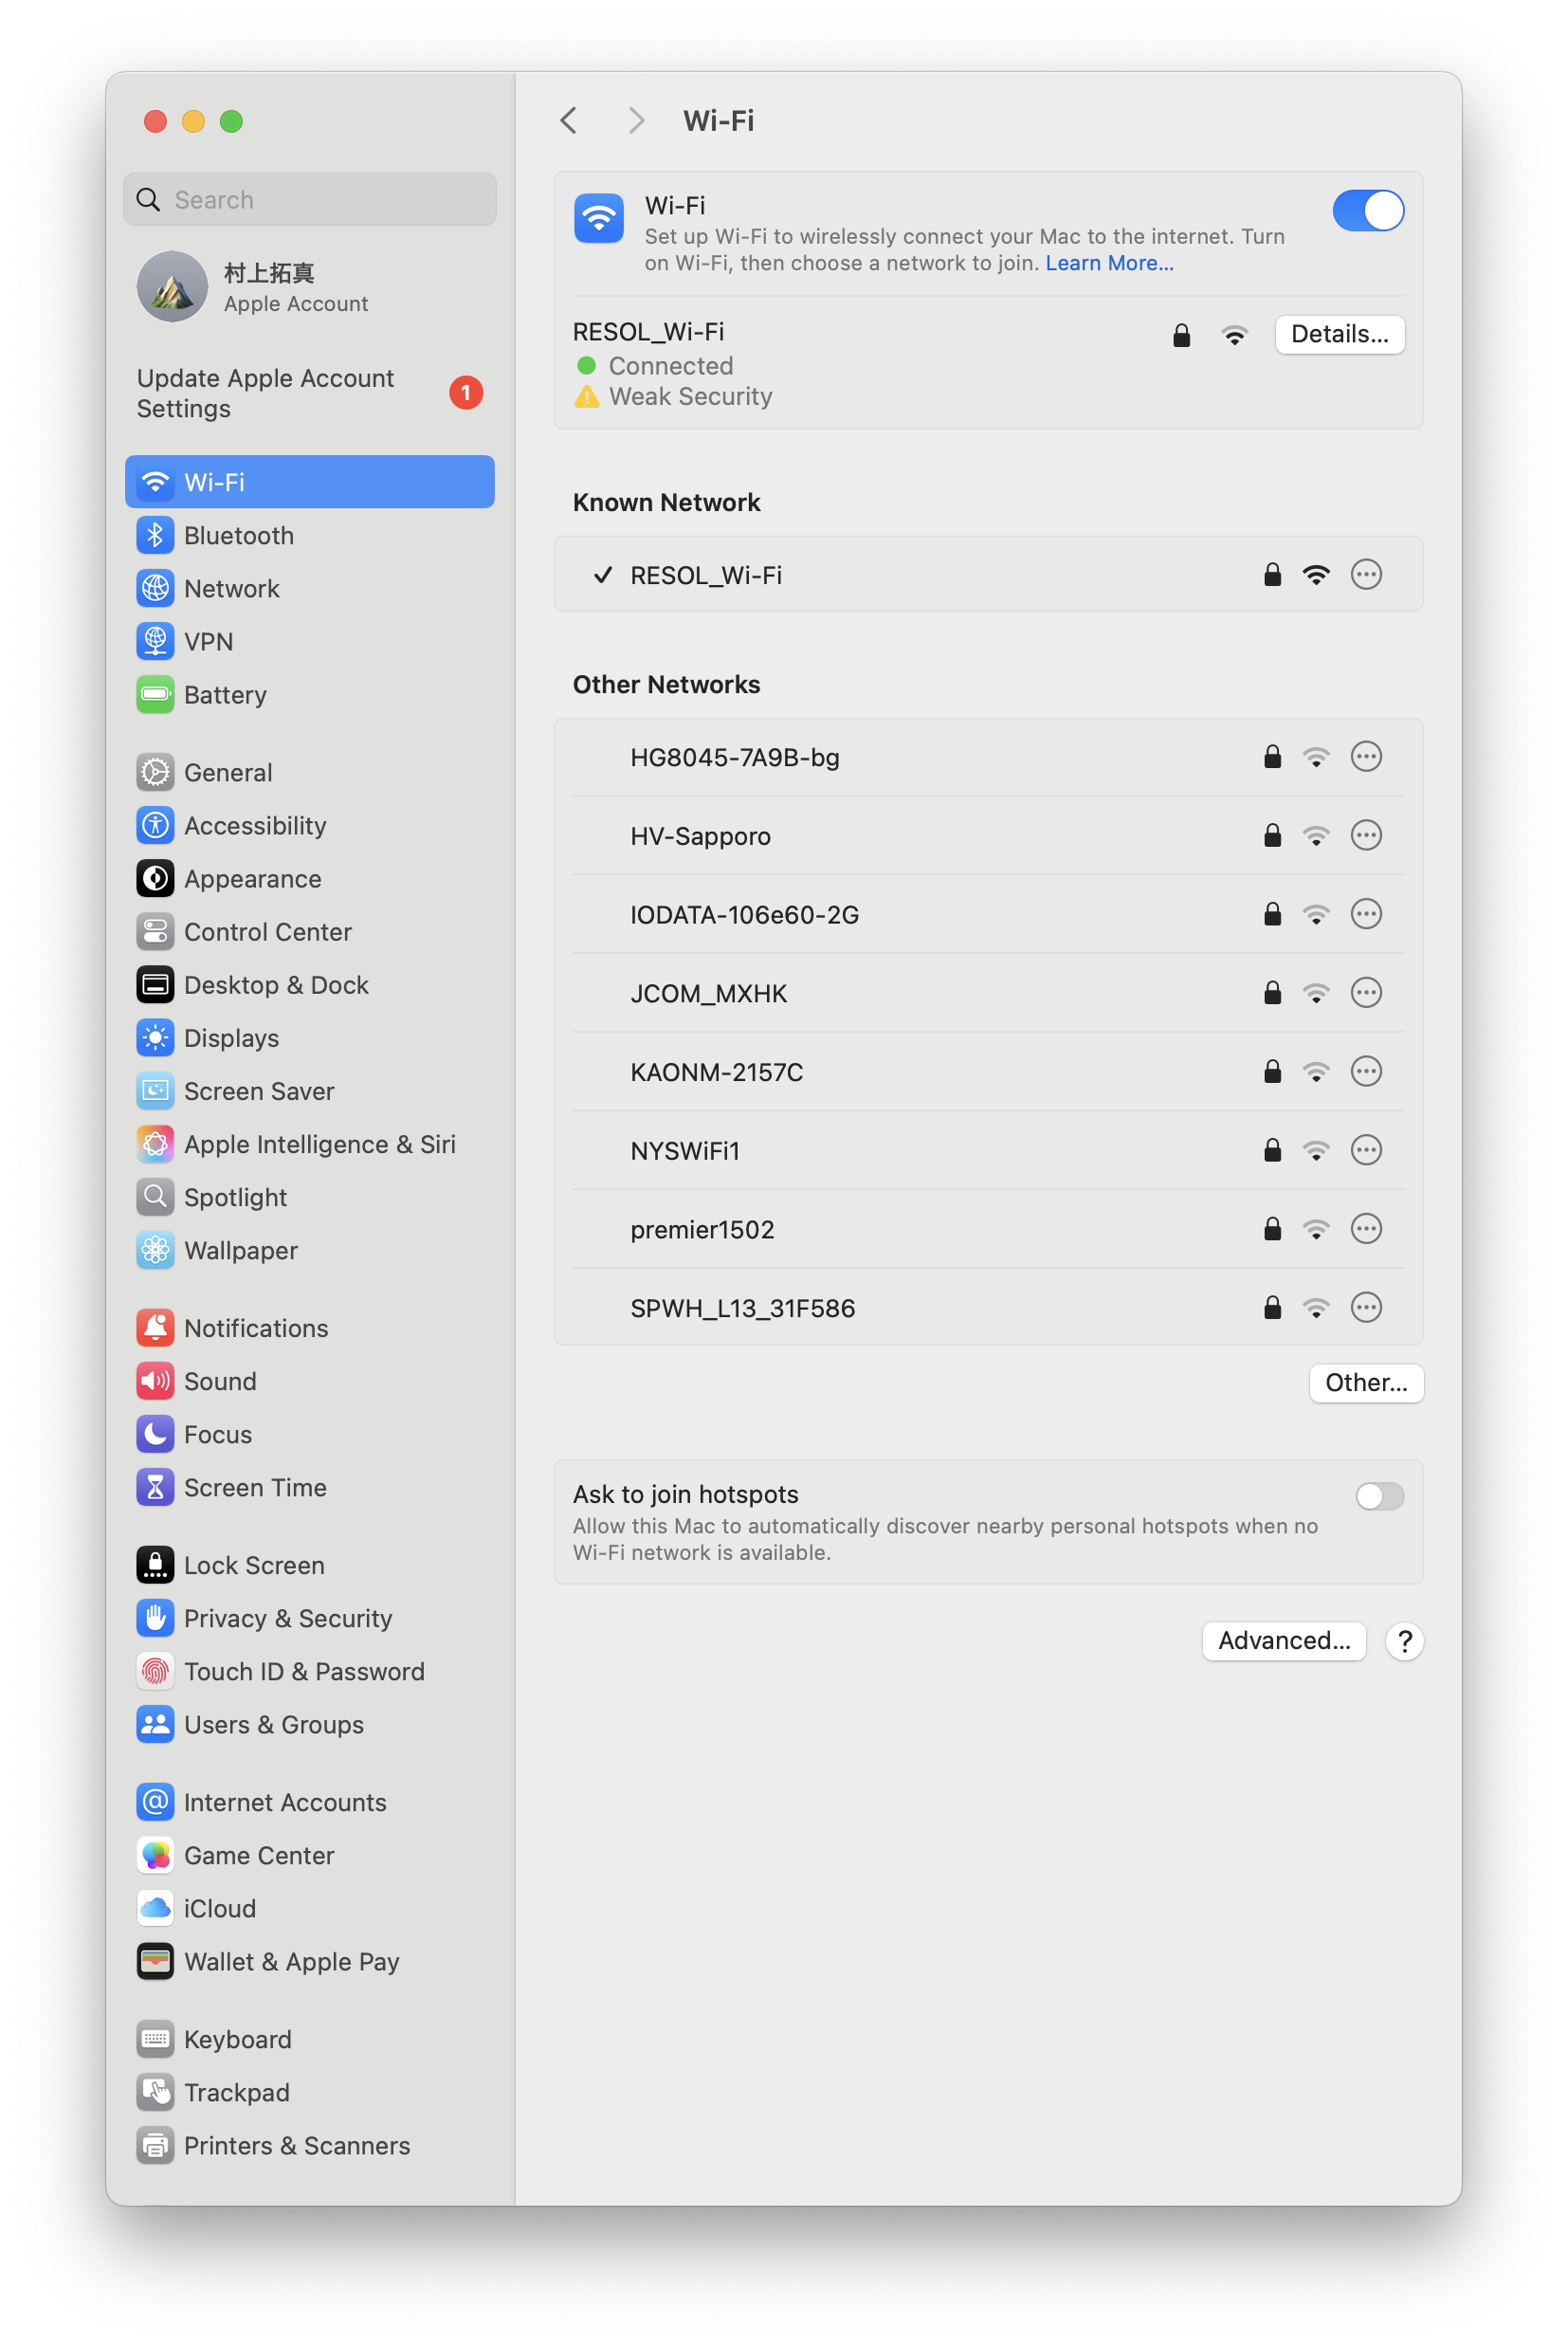 Search
村上拓真
Apple Account
Update Apple Account
Settings
1
Wi-Fi
Bluetooth
Network
VPN
Battery
General
Accessibility
Appearance
Control Center
Desktop & Dock
Displays
Screen Saver
Apple Intelligence & Siri
Spotlight
Wallpaper
Notifications
Sound
Focus
Screen Time
Lock Screen
Privacy & Security
Touch ID & Password
Users & Groups
Internet Accounts
Game Center
iCloud
Wallet & Apple Pay
Keyboard
Trackpad
Printers & Scanners
Wi-Fi
Wi-Fi
Set up Wi-Fi to wirelessly connect your Mac to the internet. Turn
on Wi-Fi, then choose a network to join. Learn More...
RESOL_Wi-Fi
Details...
Connected
Weak Security
Known Network
RESOL_Wi-Fi
Other Networks
HG8045-7A9B-bg
HV-Sapporo
IODATA-106e60-2G
JCOM_MXHK
KAONM-2157C
NYSWiFi1
premier1502
SPWH_L13_31F586
Other...
Ask to join hotspots
Allow this Mac to automatically discover nearby personal hotspots when no
Wi-Fi network is available.
Advanced...
?